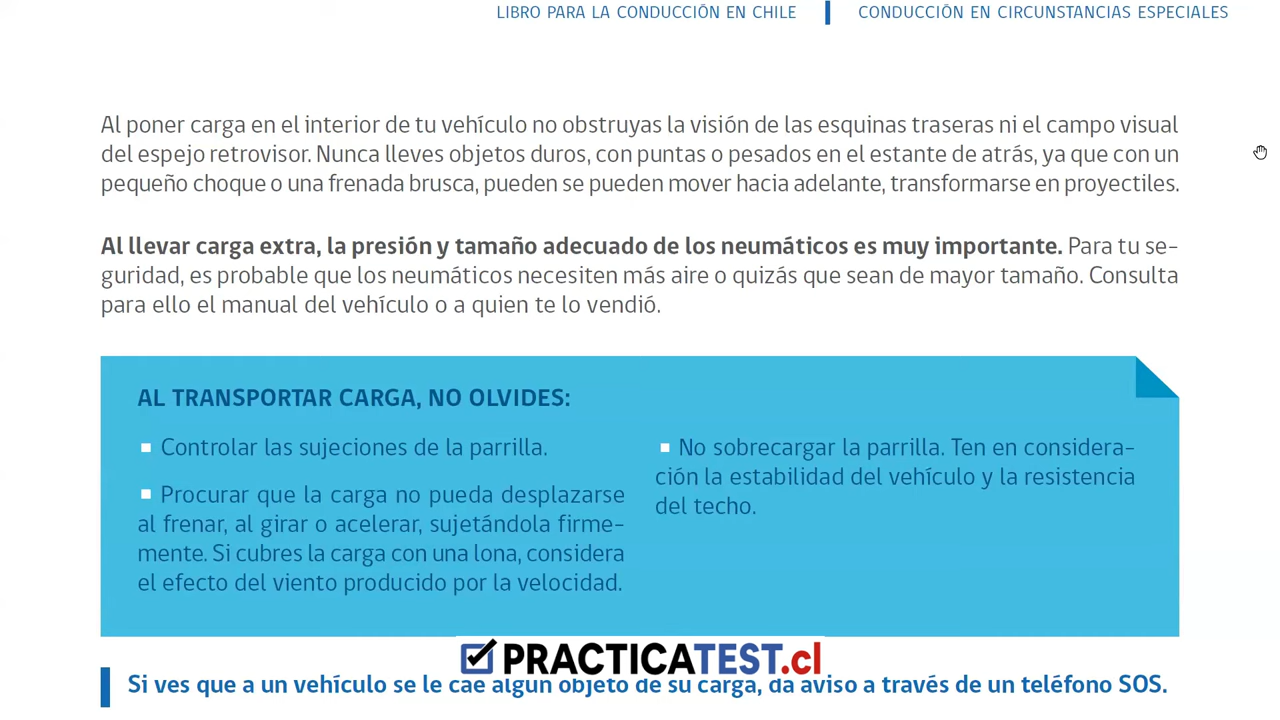 LIBRO PARA LA CONDUCCIÓN EN CHILE
CONDUCCIÓN EN CIRCUNSTANCIAS ESPECIALES
Al poner carga en el interior de tu vehículo no obstruyas la visión de las esquinas traseras ni el campo visual
del espejo retrovisor. Nunca lleves objetos duros, con puntas o pesados en el estante de atrás, ya que con un
pequeño choque o una frenada brusca, pueden se pueden mover hacia adelante, transformarse en proyectiles.
Al llevar carga extra, la presión y tamaño adecuado de los neumáticos es muy importante. Para tu se-
guridad, es probable que los neumáticos necesiten más aire o quizás que sean de mayor tamaño. Consulta
para ello el manual del vehículo o a quien te lo vendió.
AL TRANSPORTAR CARGA, NO OLVIDES:
Controlar las sujeciones de la parrilla.
Procurar que la carga no pueda desplazarse
al frenar, al girar o acelerar, sujetándola firme-
mente. Si cubres la carga con una lona, considera
el efecto del viento producido por la velocidad.
No sobrecargar la parrilla. Ten en considera-
ción la estabilidad del vehículo y la resistencia
del techo.
PRACTICATEST.cl
Si ves que a un vehículo se le cae algún objeto de su carga, da aviso a través de un teléfono SOS.